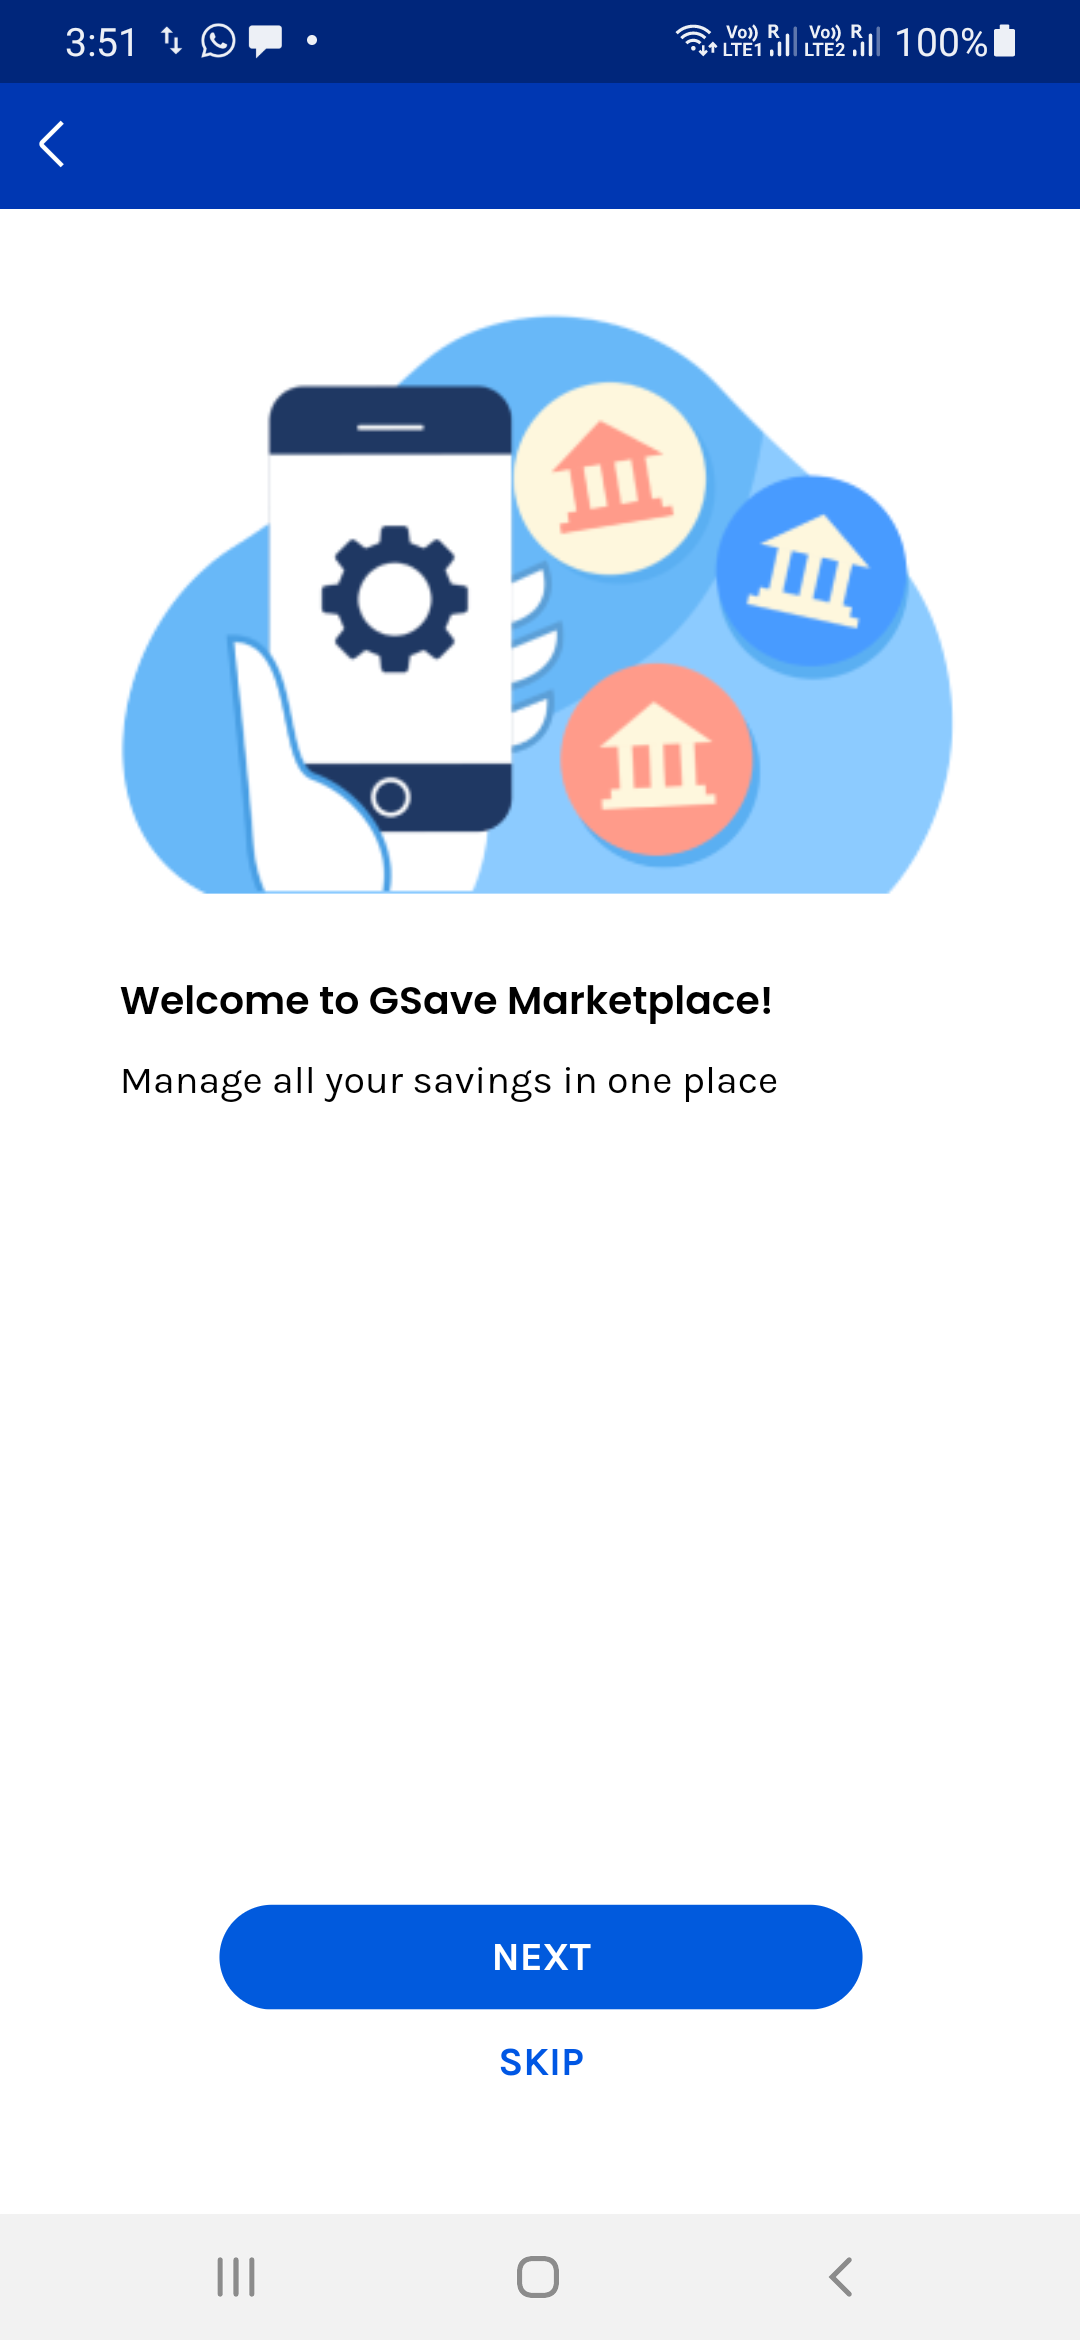 3:51
Vo)) R Vo)) R 100%
LTE1 LTE2
Welcome to GSave Marketplace!
Manage all your savings in one place
NEXT
SKIP